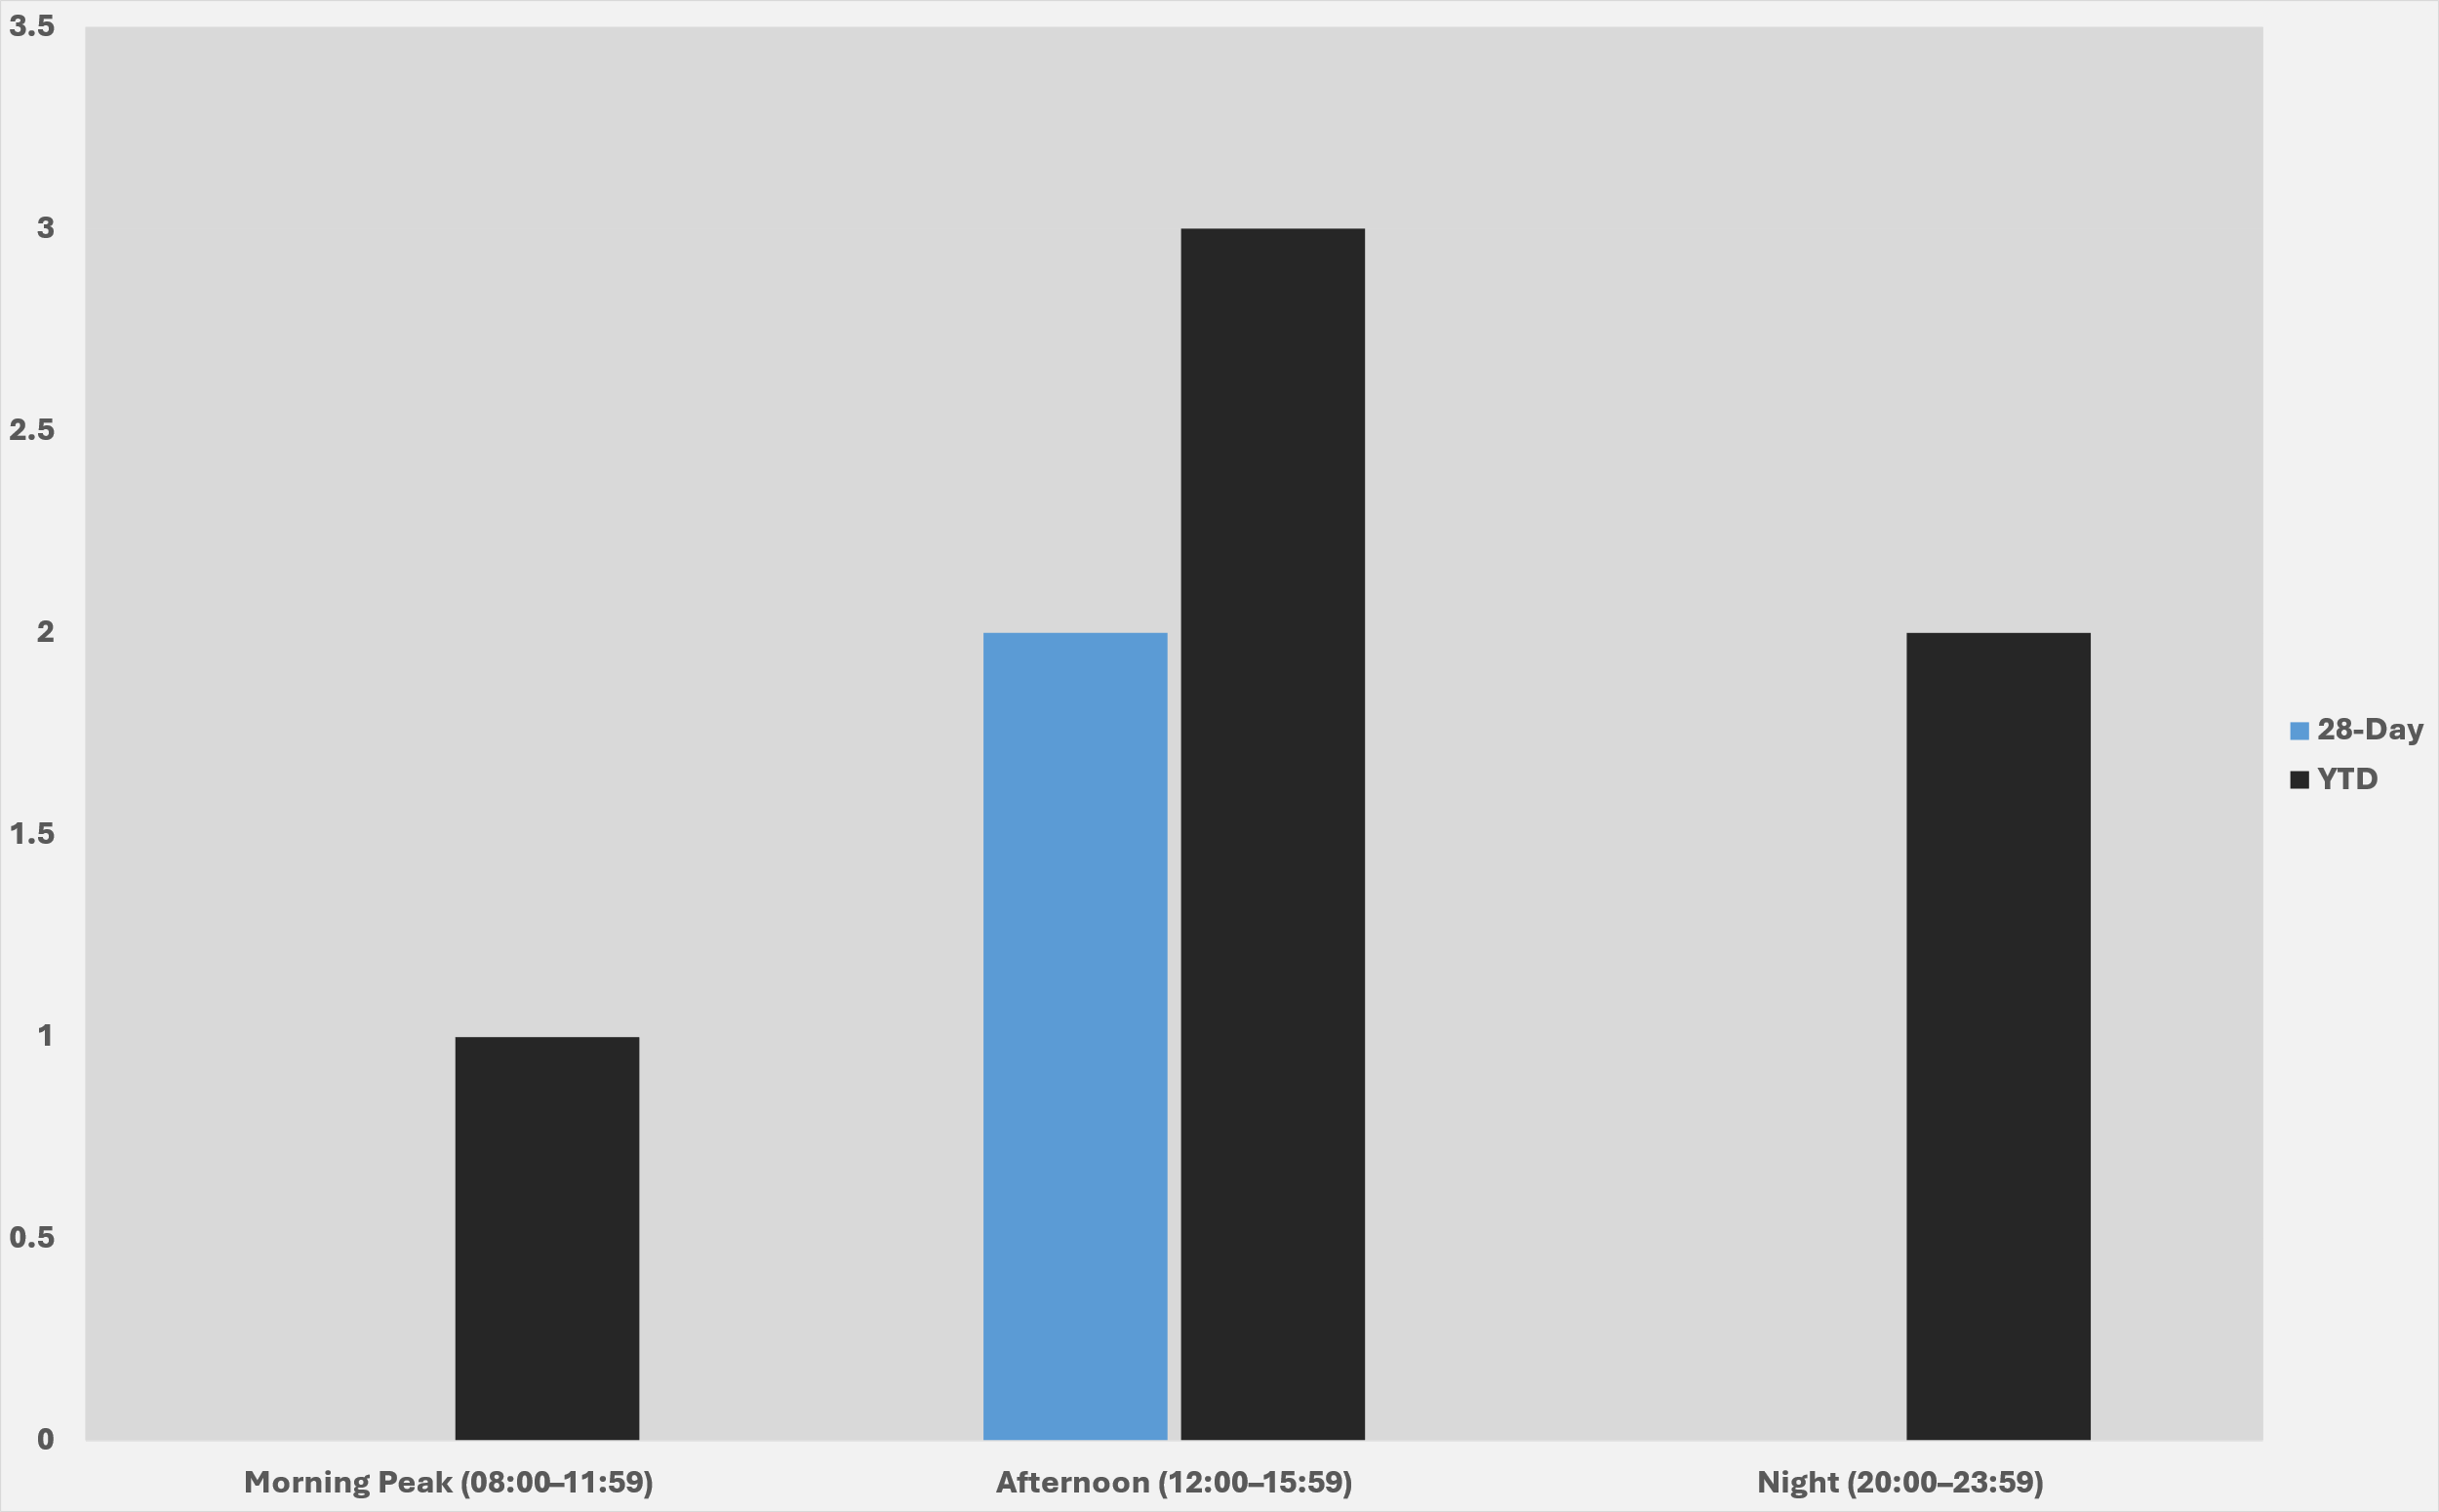 3.5
3
2.5
2
1.5
1
0.5
0
Morning Peak (08:00–11:59)
Afternoon (12:00–15:59)
Night (20:00–23:59)
28-Day
YTD